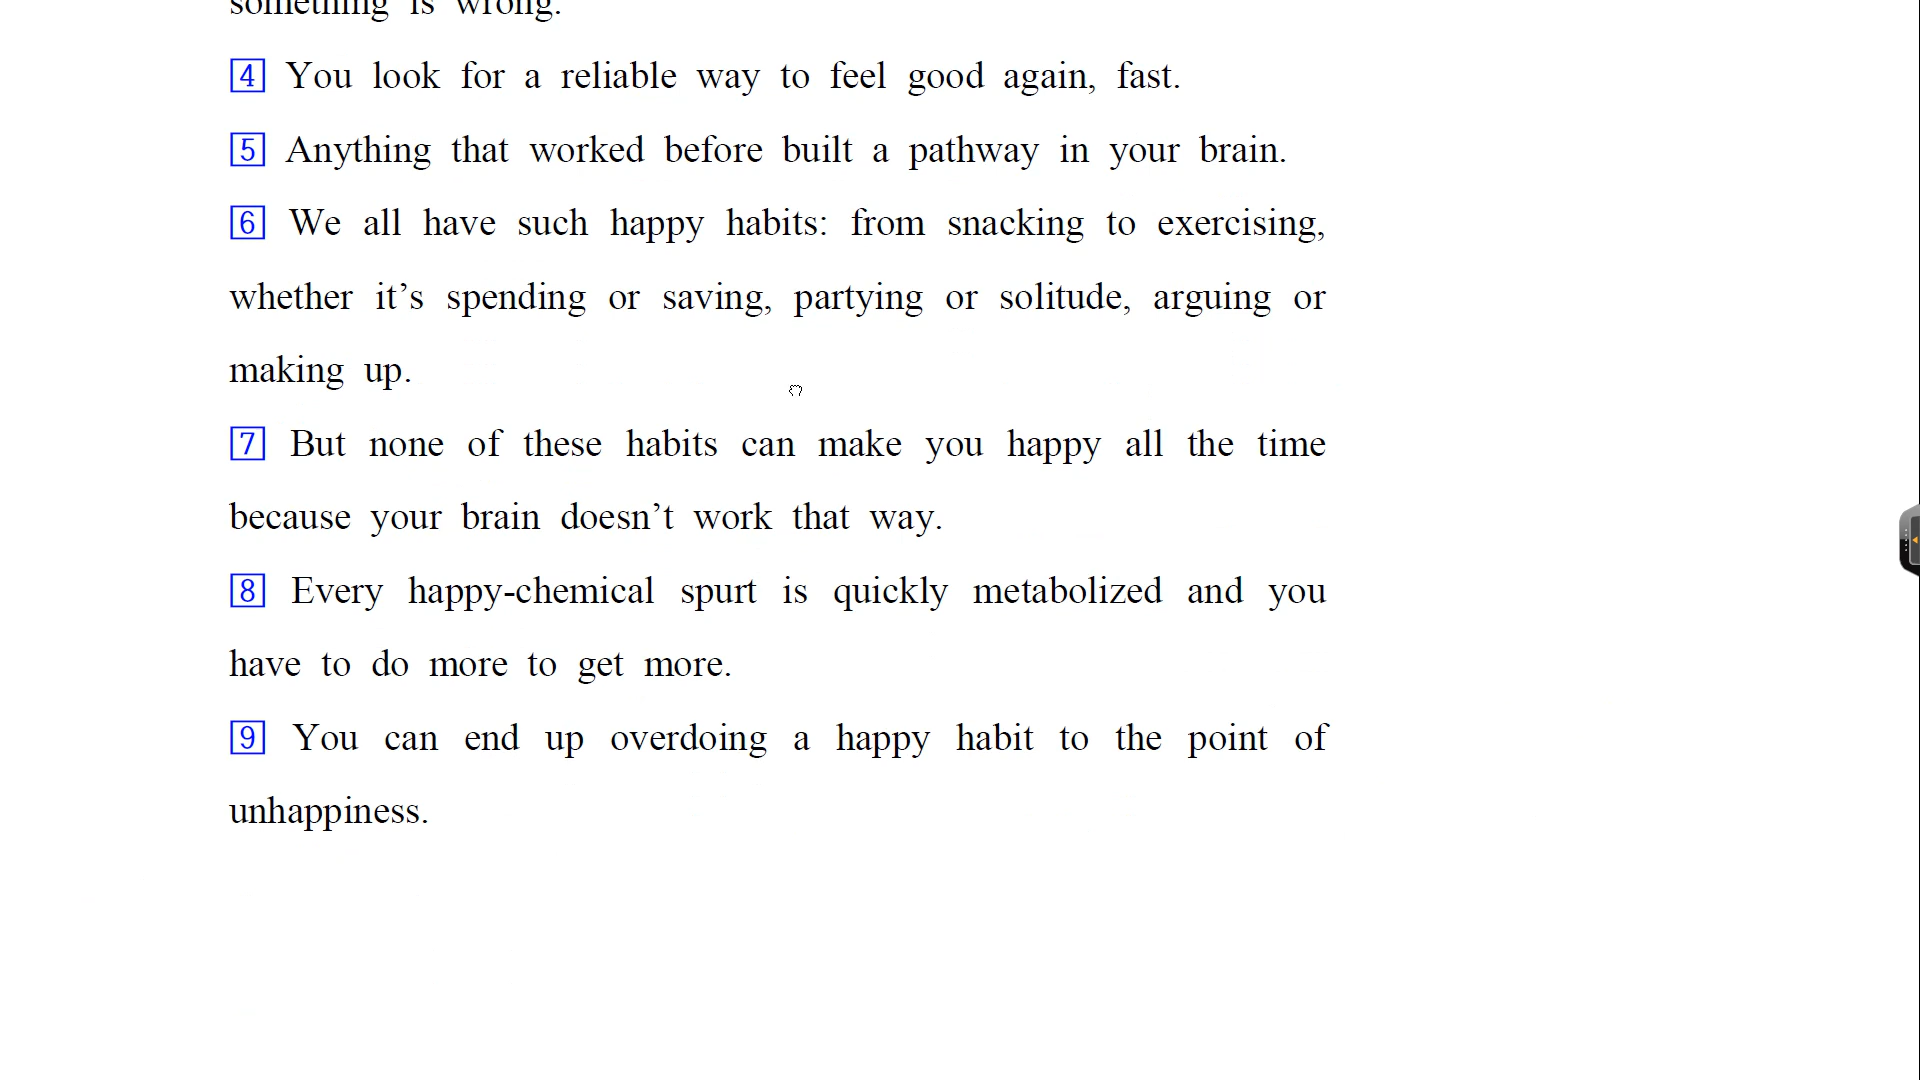 something is wrong.
4 You look for a reliable way to feel good again, fast.
5 Anything that worked before built a pathway in your brain.
6 We all have such happy habits: from snacking to exercising,
whether it’s spending or saving, partying or solitude, arguing or
making up.
7 But none of these habits can make you happy all the time
because your brain doesn’t work that way.
8 Every happy-chemical spurt is quickly metabolized and you
have to do more to get more.
9 You can end up overdoing a happy habit to the point of
unhappiness.